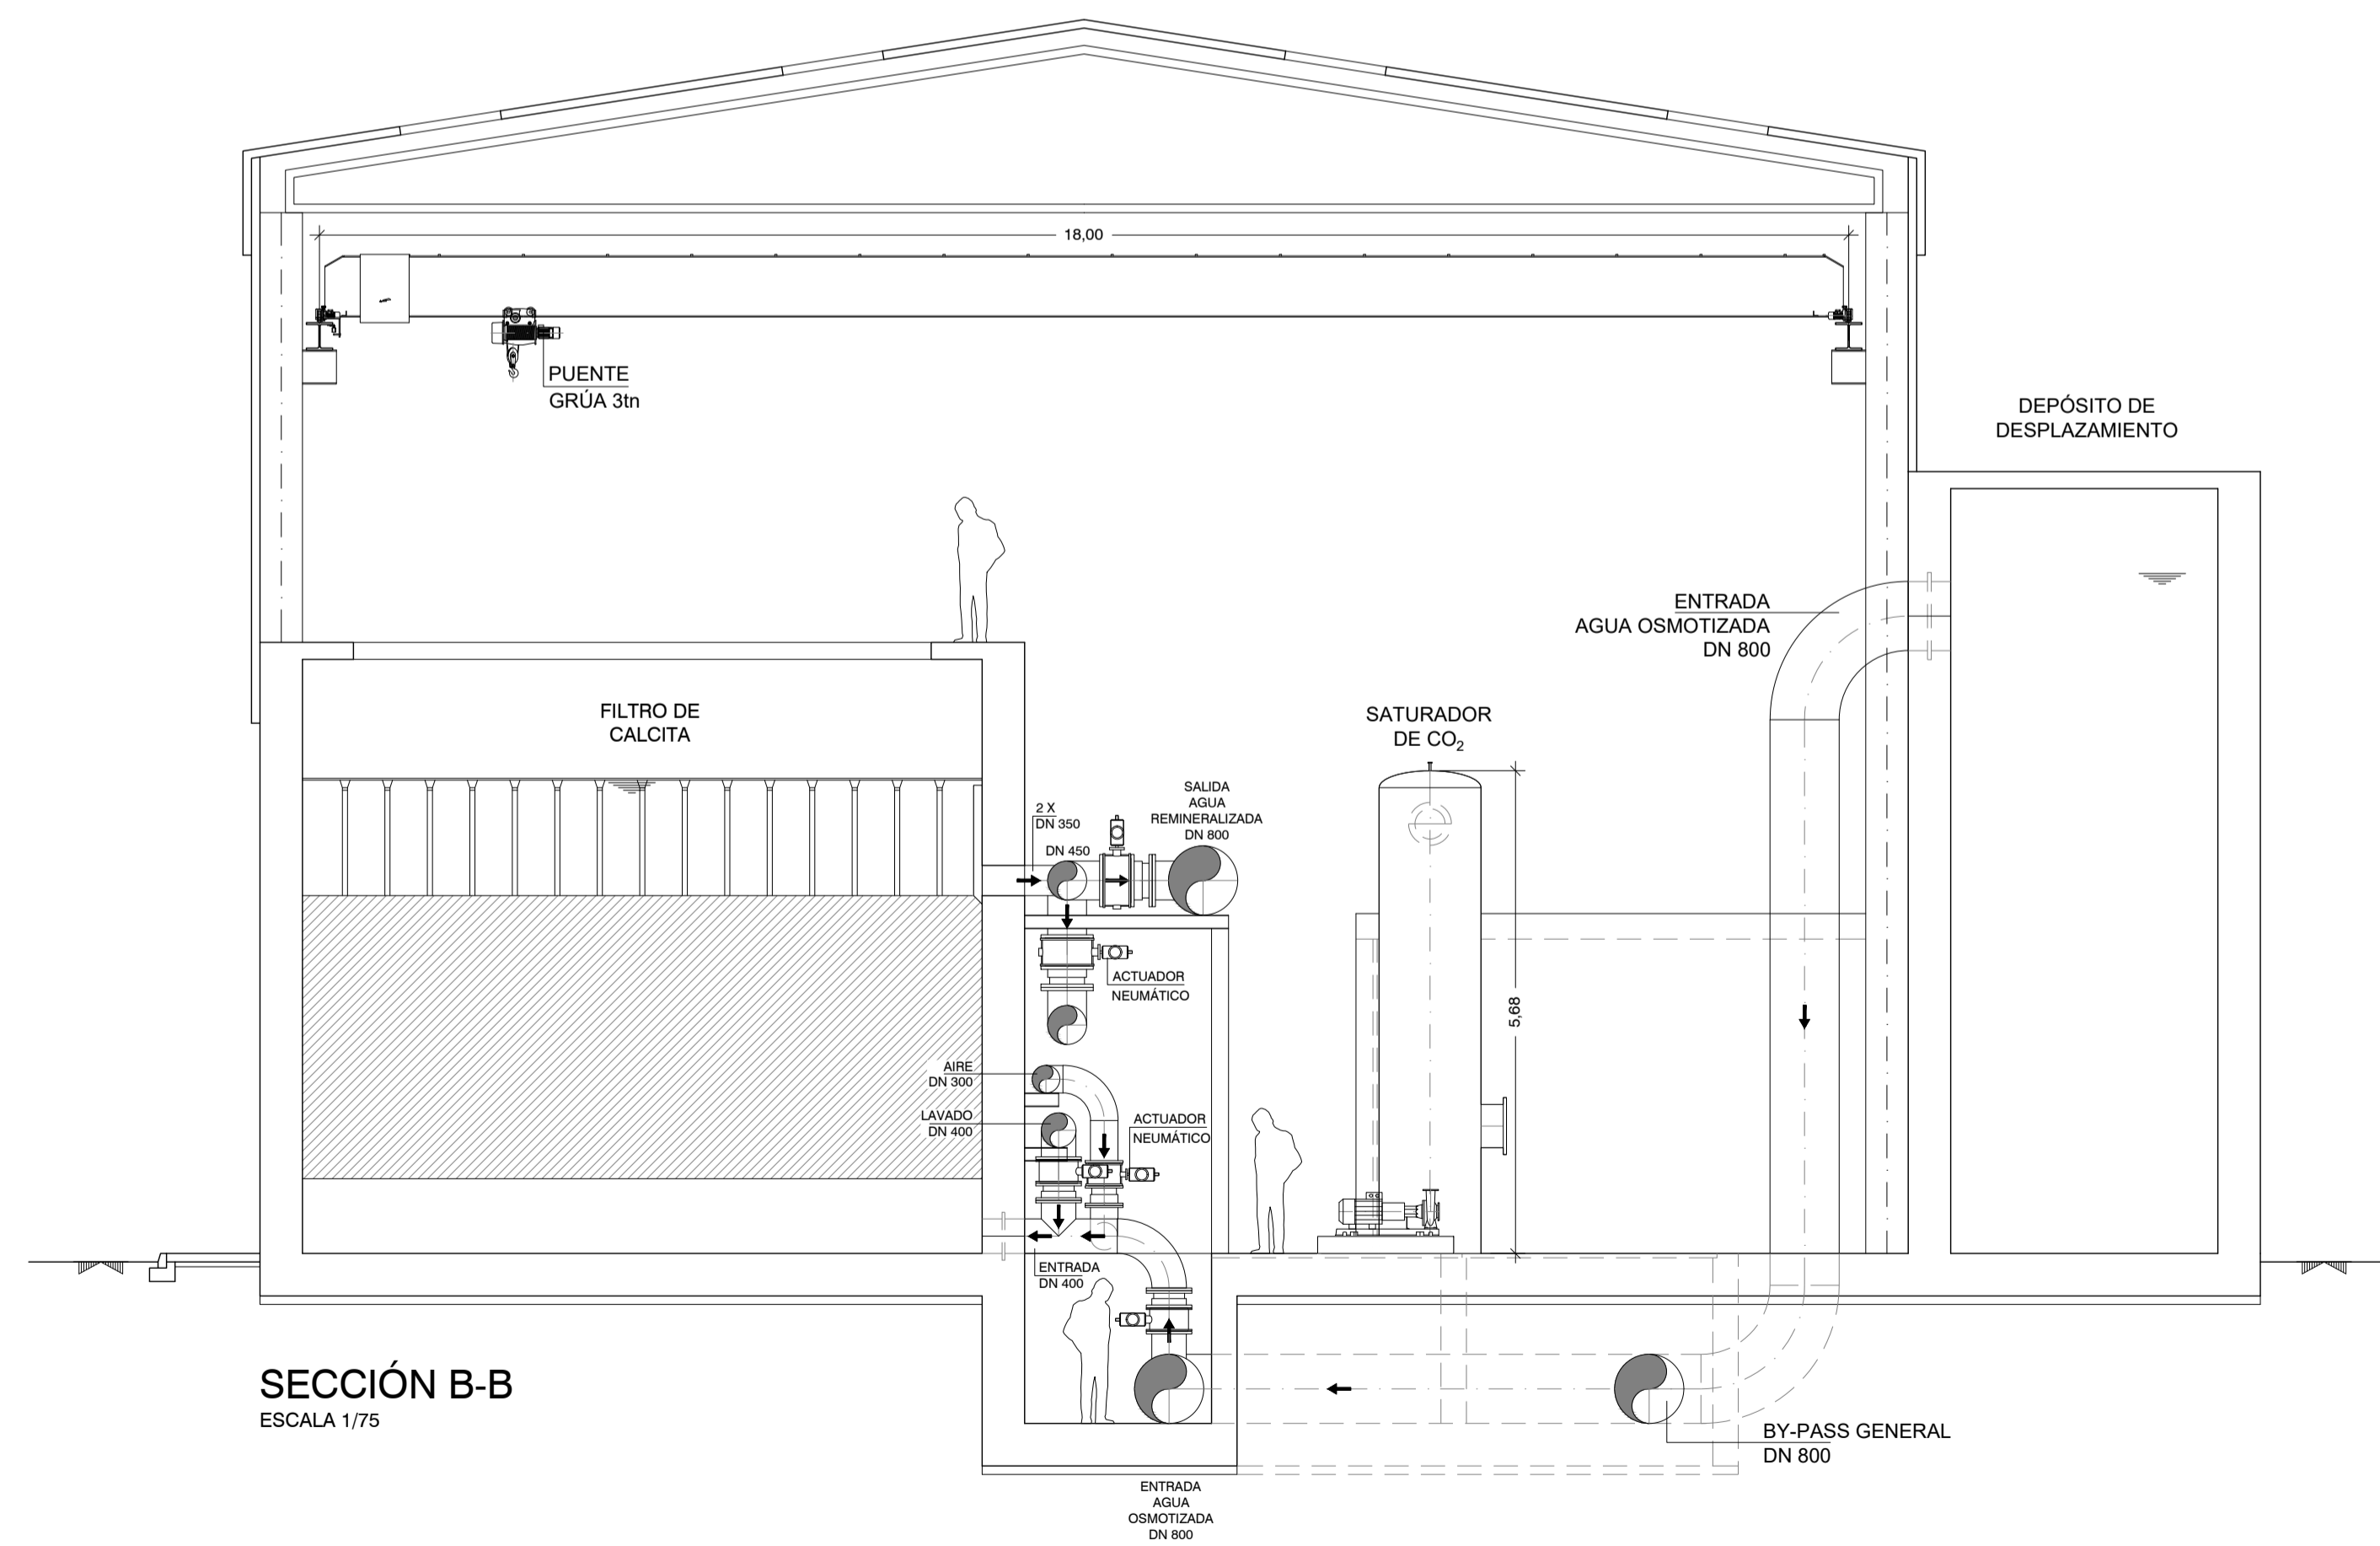 18,00
PUENTE
GRÚA 3tn
DEPÓSITO DE
DESPLAZAMIENTO
ENTRADA
AGUA OSMOTIZADA
DN 800
FILTRO DE
CALCITA
SATURADOR
DE CO₂
SALIDA
AGUA
REMINERALIZADA
DN 800
2 X
DN 350
DN 450
ACTUADOR
NEUMÁTICO
5,68
AIRE
DN 300
LAVADO
DN 400
ACTUADOR
NEUMÁTICO
ENTRADA
DN 400
SECCIÓN B-B
ESCALA 1/75
BY-PASS GENERAL
DN 800
ENTRADA
AGUA
OSMOTIZADA
DN 800